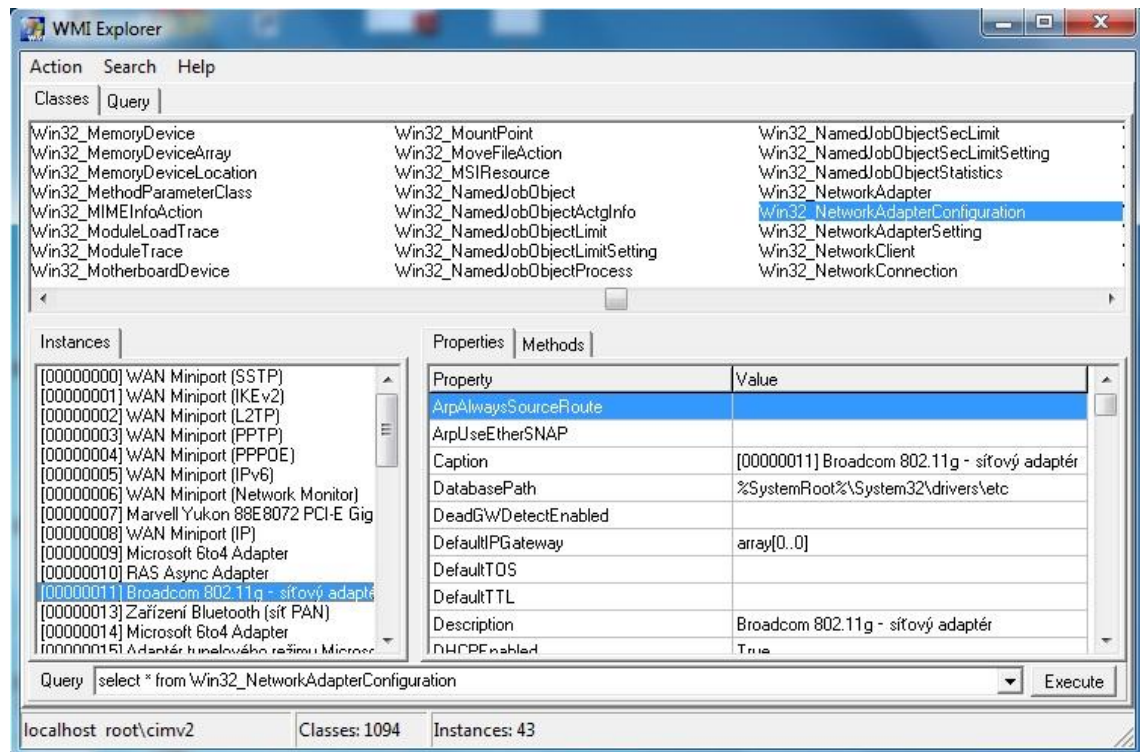 WMI Explorer
Action Search Help
Classes Query
Win32_MemoryDevice Win32_MountPoint Win32_NamedJobObjectSecLimit
Win32_MemoryDeviceArray Win32_MoveFileAction Win32_NamedJobObjectSecLimitSetting
Win32_MemoryDeviceLocation Win32_MSIResource Win32_NamedJobObjectStatistics
Win32_MethodParameterClass Win32_NamedJobObject Win32_NetworkAdapter
Win32_MIMEInfoAction Win32_NamedJobObjectActgInfo Win32_NetworkAdapterConfiguration
Win32_ModuleLoadTrace Win32_NamedJobObjectLimit Win32_NetworkAdapterSetting
Win32_ModuleTrace Win32_NamedJobObjectLimitSetting Win32_NetworkClient
Win32_MotherboardDevice Win32_NamedJobObjectProcess Win32_NetworkConnection
Instances
[00000000] WAN Miniport (SSTP)
[00000001] WAN Miniport (IKEv2)
[00000002] WAN Miniport (L2TP)
[00000003] WAN Miniport (PPTP)
[00000004] WAN Miniport (PPPOE)
[00000005] WAN Miniport (IPv6)
[00000006] WAN Miniport (Network Monitor)
[00000007] Marvell Yukon 88E8072 PCI-E Gig
[00000008] WAN Miniport (IP)
[00000009] Microsoft 6to4 Adapter
[00000010] RAS Async Adapter
[00000011] Broadcom 802.11g - síťový adapté
[00000013] Zařízení Bluetooth (síť PAN)
[00000014] Microsoft 6to4 Adapter
[00000015] Adaptér tunelového režimu Microsc
Properties Methods
Property Value
ArpAlwaysSourceRoute
ArpUseEtherSNAP
Caption [00000011] Broadcom 802.11g - síťový adaptér
DatabasePath %SystemRoot%\System32\drivers\etc
DeadGWDetectEnabled
DefaultIPGateway array[0..0]
DefaultTOS
DefaultTTL
Description Broadcom 802.11g - síťový adaptér
DHCPEnabled True
Query select * from Win32_NetworkAdapterConfiguration Execute
localhost root\cimv2 Classes: 1094 Instances: 43